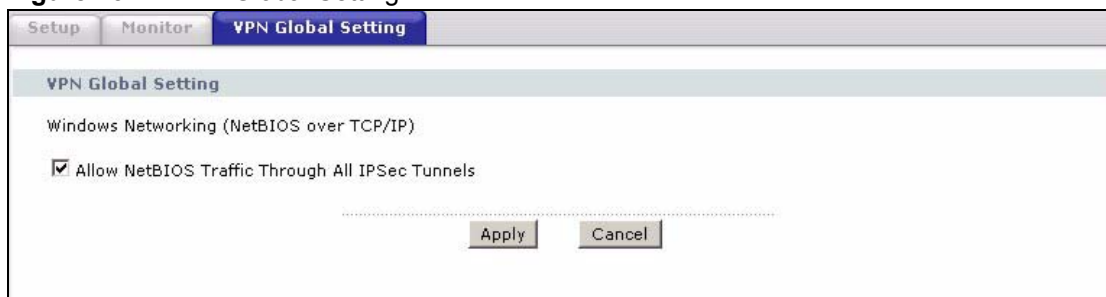 Setup Monitor VPN Global Setting
VPN Global Setting
Windows Networking (NetBIOS over TCP/IP)
Allow NetBIOS Traffic Through All IPSec Tunnels
Apply Cancel